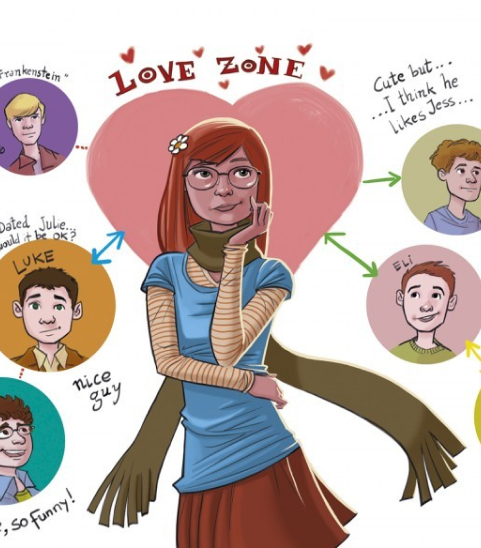 LOVE ZONE
Frankenstein"
Cute but...
...I think he
likes Jess...
Dated Julie...
would it be ok?
LUKE
ELi
nice
guy
, so funny!